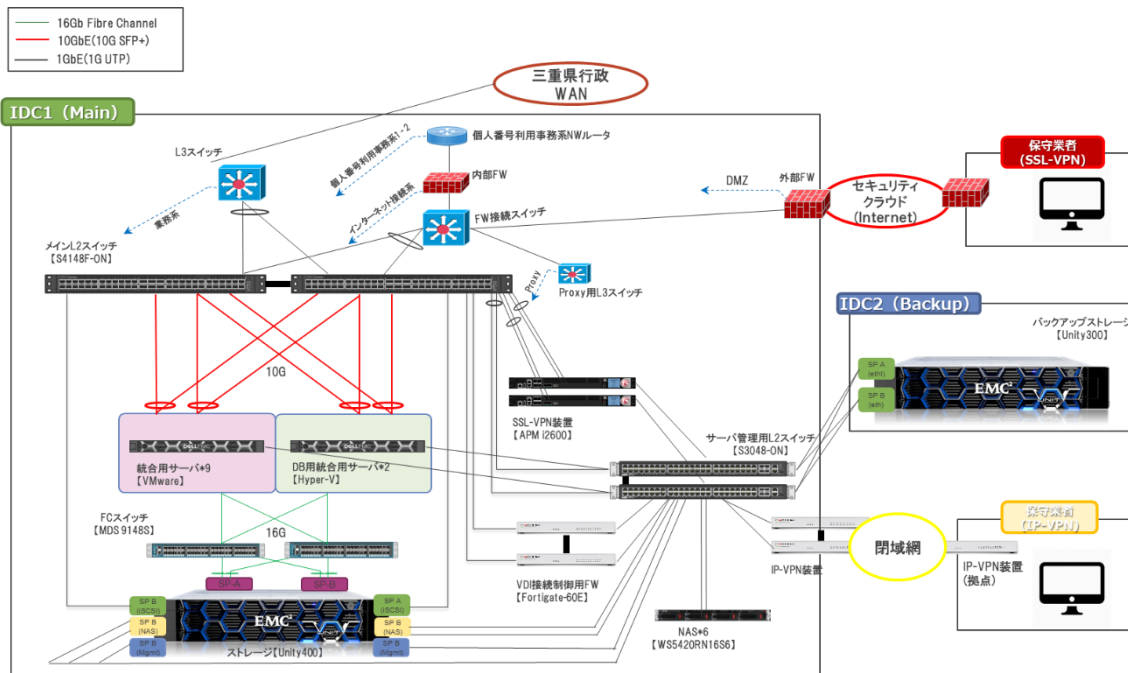 16Gb Fibre Channel
10GbE(10G SFP+)
1GbE(1G UTP)
三重県行政
WAN
IDC1（Main）
L3スイッチ
業務系
個人番号利用事務系1-2
個人番号利用事務系NWルータ
内部FW
インターネット接続系
FW接続スイッチ
DMZ
外部FW
セキュリティ
クラウド
(Internet)
保守業者
(SSL-VPN)
メインL2スイッチ
【S4148F-ON】
Proxy
Proxy用L3スイッチ
IDC2（Backup）
バックアップストレージ
【Unity300】
SP A
(eth)
SP B
(eth)
EMC²
UNITY
10G
SSL-VPN装置
【APM i2600】
サーバ管理用L2スイッチ
【S3048-ON】
DELL EMC
統合用サーバ*9
【VMware】
DB用統合用サーバ*2
【Hyper-V】
FCスイッチ
【MDS 9148S】
16G
SP-A
SP-B
SP B
(iSCSI)
SP B
(NAS)
SP B
(Mgmt)
EMC²
UNITY
SP A
(iSCSI)
SP B
(NAS)
SP B
(Mgmt)
ストレージ【Unity400】
VDI接続制御用FW
【Fortigate-60E】
NAS*6
【WS5420RN16S6】
IP-VPN装置
閉域網
IP-VPN装置
(拠点)
保守業者
(IP-VPN)